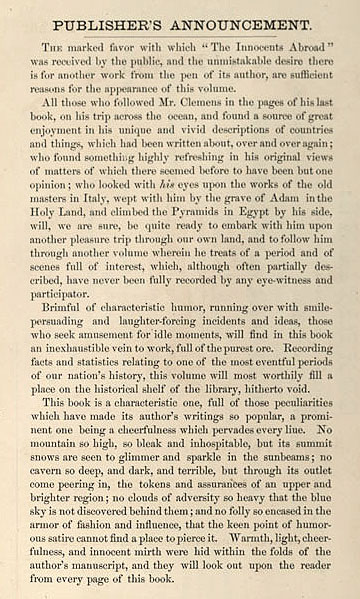 PUBLISHER'S ANNOUNCEMENT.
THE marked favor with which "The Innocents Abroad"
was received by the public, and the unmistakable desire there
is for another work from the pen of its author, are sufficient
reasons for the appearance of this volume.
All those who followed Mr. Clemens in the pages of his last
book, on his trip across the ocean, and found a source of great
enjoyment in his unique and vivid descriptions of countries
and things, which had been written about, over and over again;
who found something highly refreshing in his original views
of matters of which there seemed before to have been but one
opinion; who looked with his eyes upon the works of the old
masters in Italy, wept with him by the grave of Adam in the
Holy Land, and climbed the Pyramids in Egypt by his side,
will, we are sure, be quite ready to embark with him upon
another pleasure trip through our own land, and to follow him
through another volume wherein he treats of a period and of
scenes full of interest, which, although often partially des-
cribed, have never been fully recorded by any eye-witness and
participator.
Brimful of characteristic humor, running over with smile-
persuading and laughter-forcing incidents and ideas, those
who seek amusement for idle moments, will find in this book
an inexhaustible vein to work, full of the purest ore. Recording
facts and statistics relating to one of the most eventful periods
of our nation's history, this volume will most worthily fill a
place on the historical shelf of the library, hitherto void.
This book is a characteristic one, full of those peculiarities
which have made its author's writings so popular, a promi-
nent one being a cheerfulness which pervades every line. No
mountain so high, so bleak and inhospitable, but its summit
snows are seen to glimmer and sparkle in the sunbeams; no
cavern so deep, and dark, and terrible, but through its outlet
come peering in, the tokens and assurances of an upper and
brighter region; no clouds of adversity so heavy that the blue
sky is not discovered behind them; and no folly so encased in the
armor of fashion and influence, that the keen point of humor-
ous satire cannot find a place to pierce it. Warmth, light, cheer-
fulness, and innocent mirth were hid within the folds of the
author's manuscript, and they will look out upon the reader
from every page of this book.